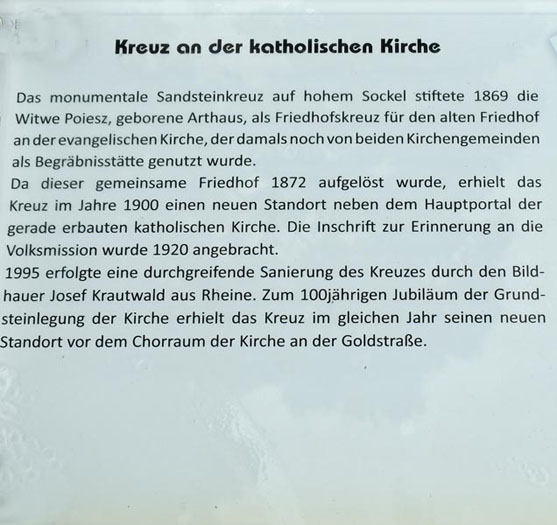 Kreuz an der katholischen Kirche
Das monumentale Sandsteinkreuz auf hohem Sockel stiftete 1869 die
Witwe Poiesz, geborene Arthaus, als Friedhofskreuz für den alten Friedhof
an der evangelischen Kirche, der damals noch von beiden Kirchengemeinden
als Begräbnisstätte genutzt wurde.
Da dieser gemeinsame Friedhof 1872 aufgelöst wurde, erhielt das
Kreuz im Jahre 1900 einen neuen Standort neben dem Hauptportal der
gerade erbauten katholischen Kirche. Die Inschrift zur Erinnerung an die
Volksmission wurde 1920 angebracht.
1995 erfolgte eine durchgreifende Sanierung des Kreuzes durch den Bild-
hauer Josef Krautwald aus Rheine. Zum 100jährigen Jubiläum der Grund-
steinlegung der Kirche erhielt das Kreuz im gleichen Jahr seinen neuen
Standort vor dem Chorraum der Kirche an der Goldstraße.